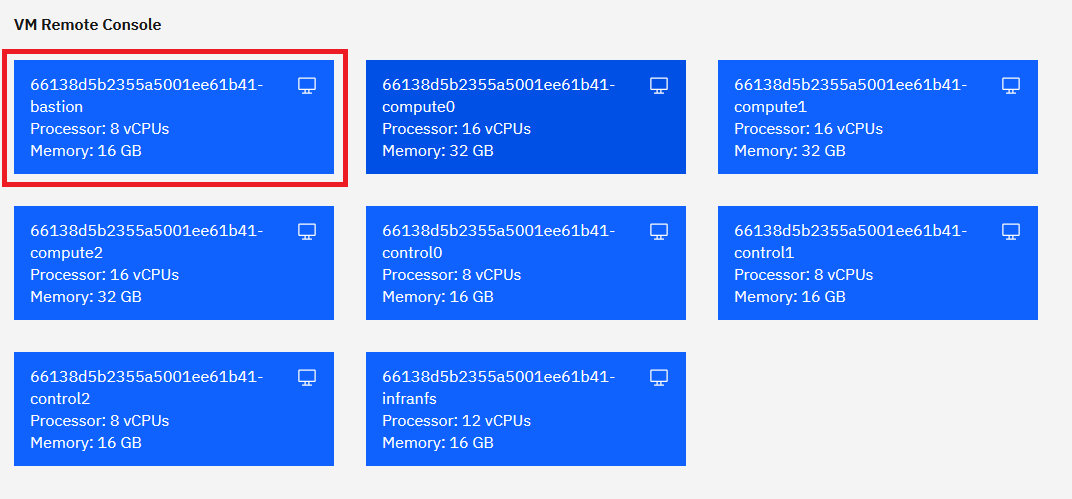 VM Remote Console
66138d5b2355a5001ee61b41-
bastion
Processor: 8 vCPUs
Memory: 16 GB
66138d5b2355a5001ee61b41-
compute0
Processor: 16 vCPUs
Memory: 32 GB
66138d5b2355a5001ee61b41-
compute1
Processor: 16 vCPUs
Memory: 32 GB
66138d5b2355a5001ee61b41-
compute2
Processor: 16 vCPUs
Memory: 32 GB
66138d5b2355a5001ee61b41-
control0
Processor: 8 vCPUs
Memory: 16 GB
66138d5b2355a5001ee61b41-
control1
Processor: 8 vCPUs
Memory: 16 GB
66138d5b2355a5001ee61b41-
control2
Processor: 8 vCPUs
Memory: 16 GB
66138d5b2355a5001ee61b41-
infranfs
Processor: 12 vCPUs
Memory: 16 GB